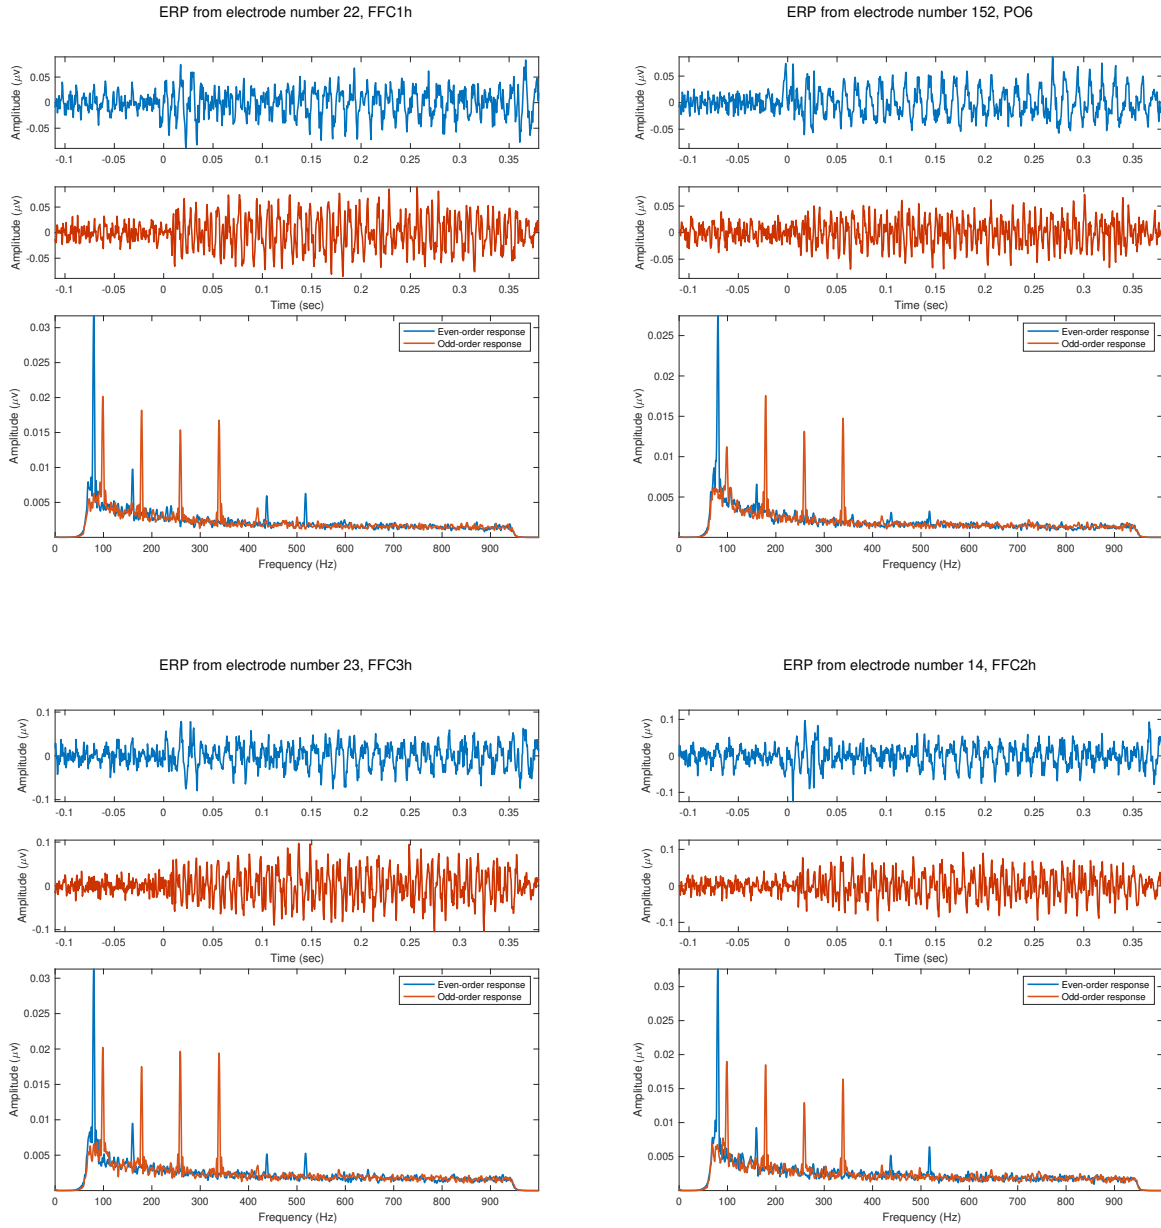 ERP from electrode number 22, FFC1h
Amplitude (μv)
0.05
0
-0.05
-0.1 -0.05 0 0.05 0.1 0.15 0.2 0.25 0.3 0.35
Amplitude (μv)
0.05
0
-0.05
-0.1 -0.05 0 0.05 0.1 0.15 0.2 0.25 0.3 0.35
Time (sec)
Amplitude (μv)
0.03
0.025
0.02
0.015
0.01
0.005
Even-order response
Odd-order response
0 100 200 300 400 500 600 700 800 900
Frequency (Hz)
ERP from electrode number 152, PO6
Amplitude (μv)
0.05
0
-0.05
-0.1 -0.05 0 0.05 0.1 0.15 0.2 0.25 0.3 0.35
Amplitude (μv)
0.05
0
-0.05
-0.1 -0.05 0 0.05 0.1 0.15 0.2 0.25 0.3 0.35
Time (sec)
Amplitude (μv)
0.025
0.02
0.015
0.01
0.005
Even-order response
Odd-order response
0 100 200 300 400 500 600 700 800 900
Frequency (Hz)
ERP from electrode number 23, FFC3h
Amplitude (μv)
0.1
0
-0.1
-0.1 -0.05 0 0.05 0.1 0.15 0.2 0.25 0.3 0.35
Amplitude (μv)
0.1
0
-0.1
-0.1 -0.05 0 0.05 0.1 0.15 0.2 0.25 0.3 0.35
Time (sec)
Amplitude (μv)
0.03
0.025
0.02
0.015
0.01
0.005
Even-order response
Odd-order response
0 100 200 300 400 500 600 700 800 900
Frequency (Hz)
ERP from electrode number 14, FFC2h
Amplitude (μv)
0.1
0
-0.1
-0.1 -0.05 0 0.05 0.1 0.15 0.2 0.25 0.3 0.35
Amplitude (μv)
0.1
0
-0.1
-0.1 -0.05 0 0.05 0.1 0.15 0.2 0.25 0.3 0.35
Time (sec)
Amplitude (μv)
0.03
0.025
0.02
0.015
0.01
0.005
Even-order response
Odd-order response
0 100 200 300 400 500 600 700 800 900
Frequency (Hz)